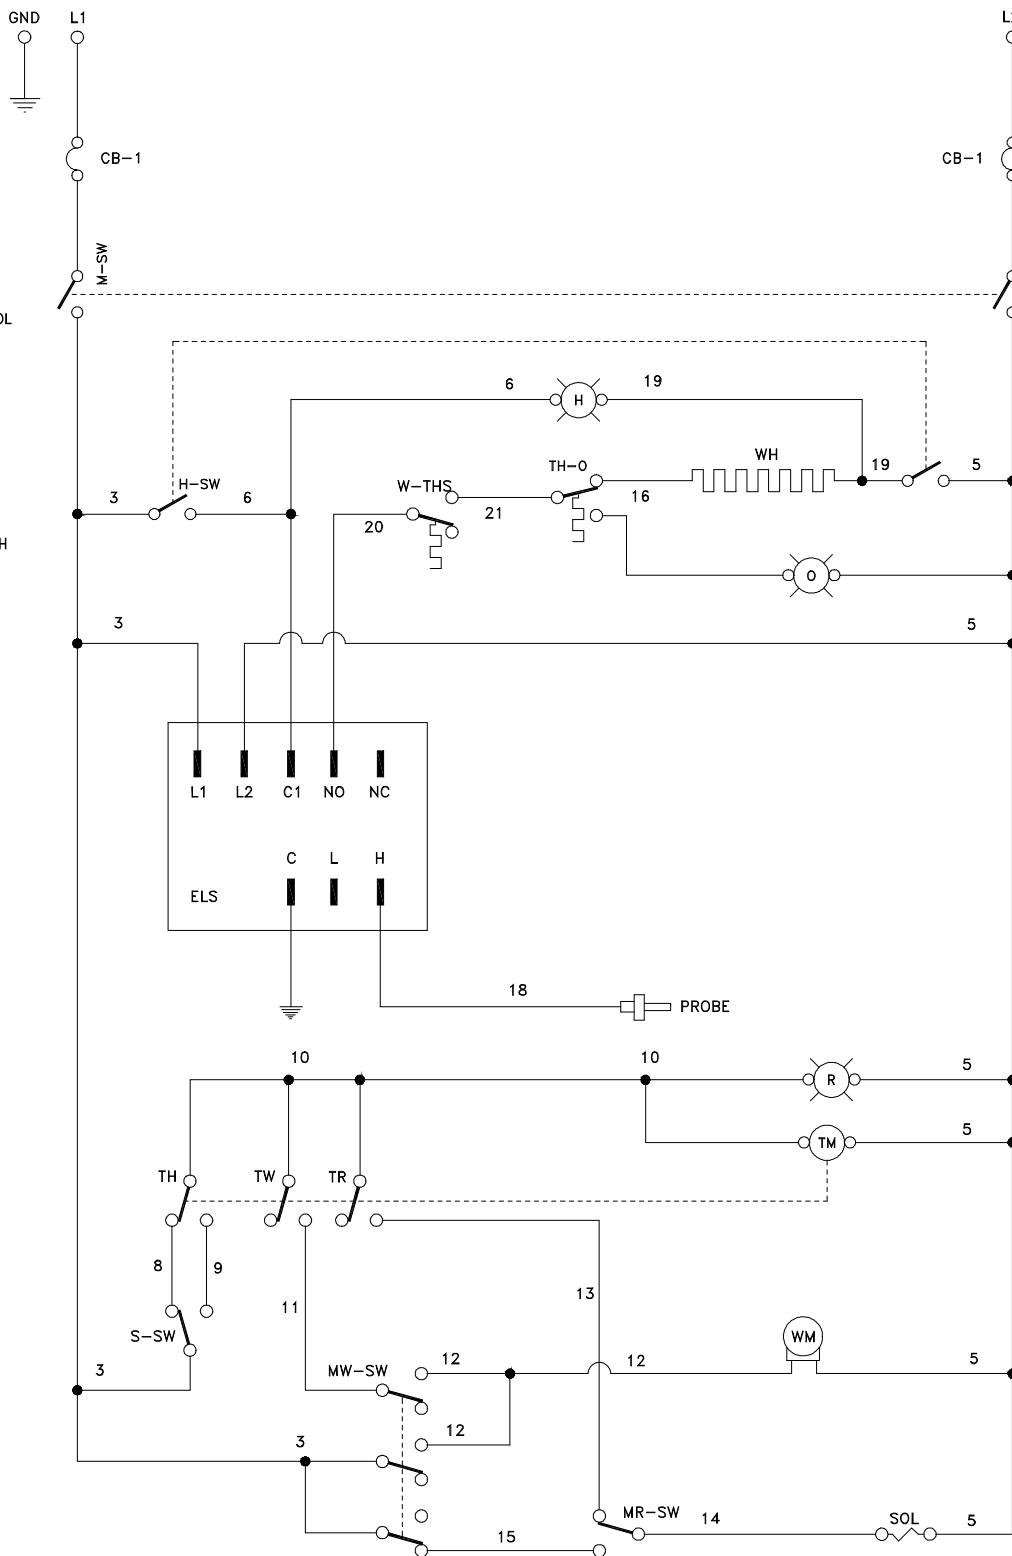 GND L1 L
CB-1 CB-1
M-SW
OL
6 H 19
WH
TH-O
H-SW W-THS 19 5
3 6 20 21 16
H
O
3 5
L1 L2 C1 NO NC
C L H
ELS
18 PROBE
10 10 R 5
TM 5
TH TW TR
8 9 11 13
S-SW WM
3 MW-SW 12 12 5
12
3
MR-SW 14 SOL 5
15